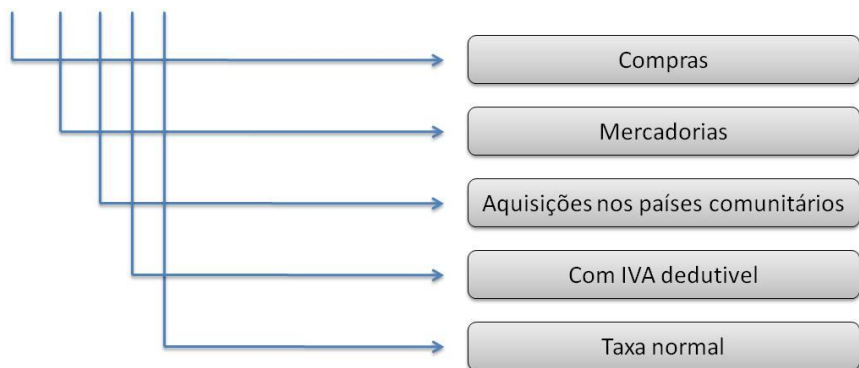 Compras
Mercadorias
Aquisições nos países comunitários
Com IVA dedutivel
Taxa normal